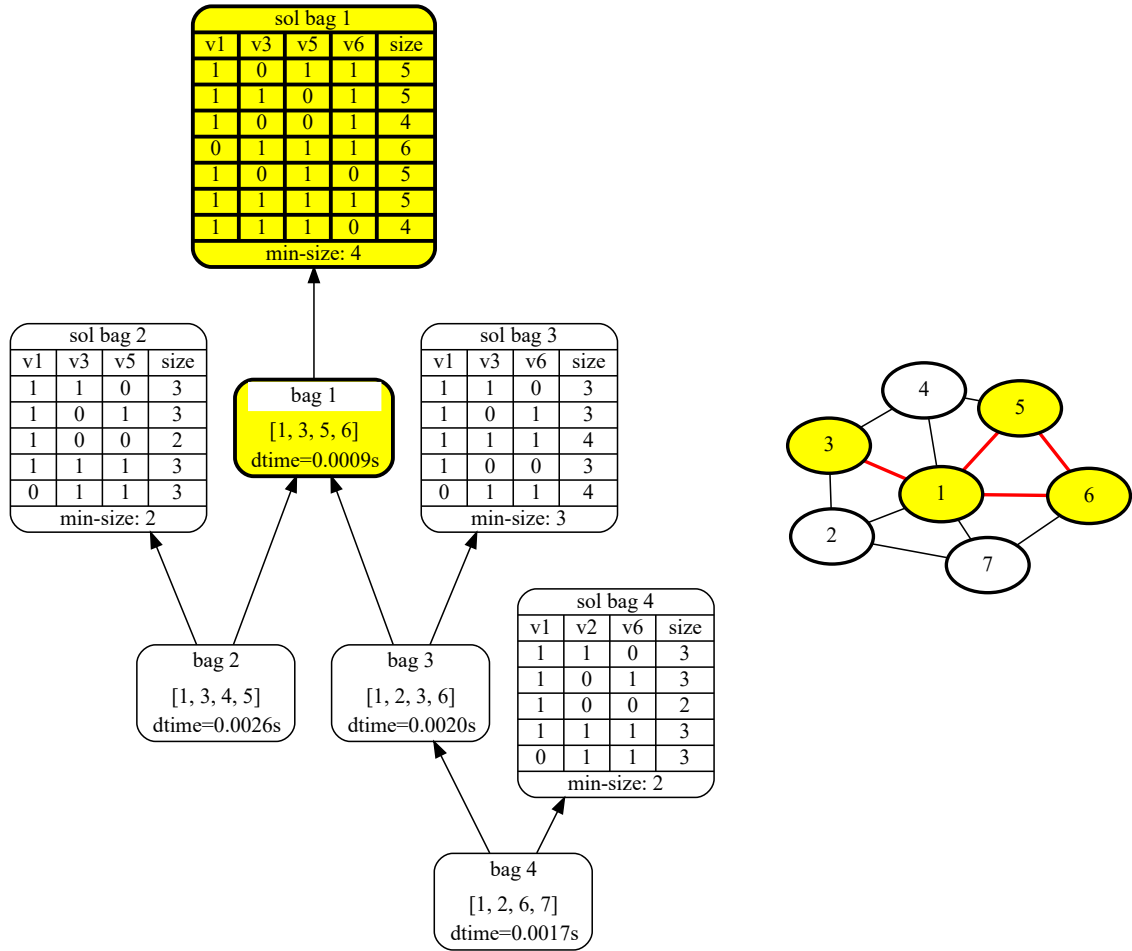 sol bag 1
v1 v3 v5 v6 size
1 0 1 1 5
1 1 0 1 5
1 0 0 1 4
0 1 1 1 6
1 0 1 0 5
1 1 1 1 5
1 1 1 0 4
min-size: 4
sol bag 2
v1 v3 v5 size
1 1 0 3
1 0 1 3
1 0 0 2
1 1 1 3
0 1 1 3
min-size: 2
bag 1
[1, 3, 5, 6]
dtime=0.0009s
sol bag 3
v1 v3 v6 size
1 1 0 3
1 0 1 3
1 1 1 4
1 0 0 3
0 1 1 4
min-size: 3
bag 2
[1, 3, 4, 5]
dtime=0.0026s
bag 3
[1, 2, 3, 6]
dtime=0.0020s
sol bag 4
v1 v2 v6 size
1 1 0 3
1 0 1 3
1 0 0 2
1 1 1 3
0 1 1 3
min-size: 2
bag 4
[1, 2, 6, 7]
dtime=0.0017s
4
5
3
1
6
2
7